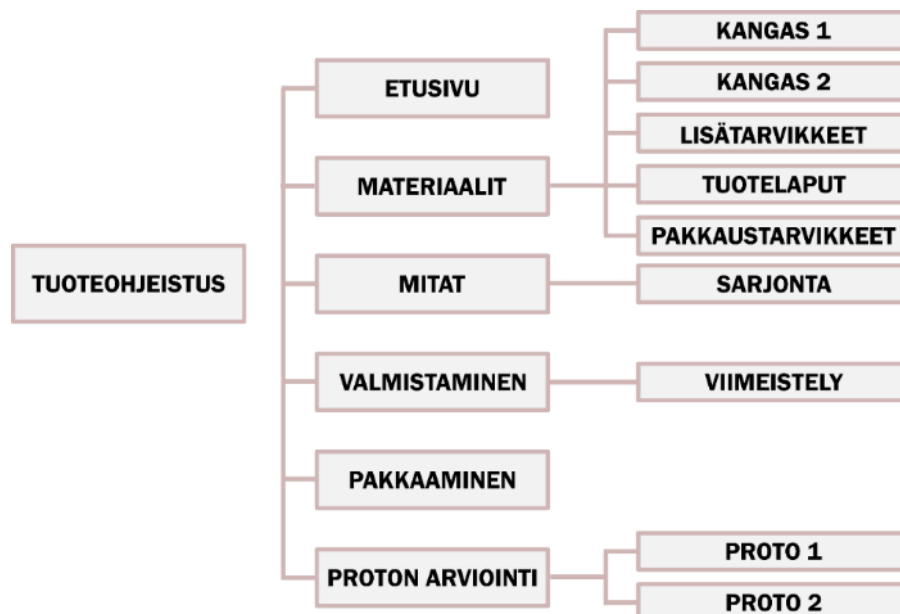 TUOTEOHJEISTUS
ETUSIVU
MATERIAALIT
KANGAS 1
KANGAS 2
LISÄTARVIKKEET
TUOTELAPUT
PAKKAUSTARVIKKEET
MITAT
SARJONTA
VALMISTAMINEN
VIIMEISTELY
PAKKAAMINEN
PROTON ARVIOINTI
PROTO 1
PROTO 2